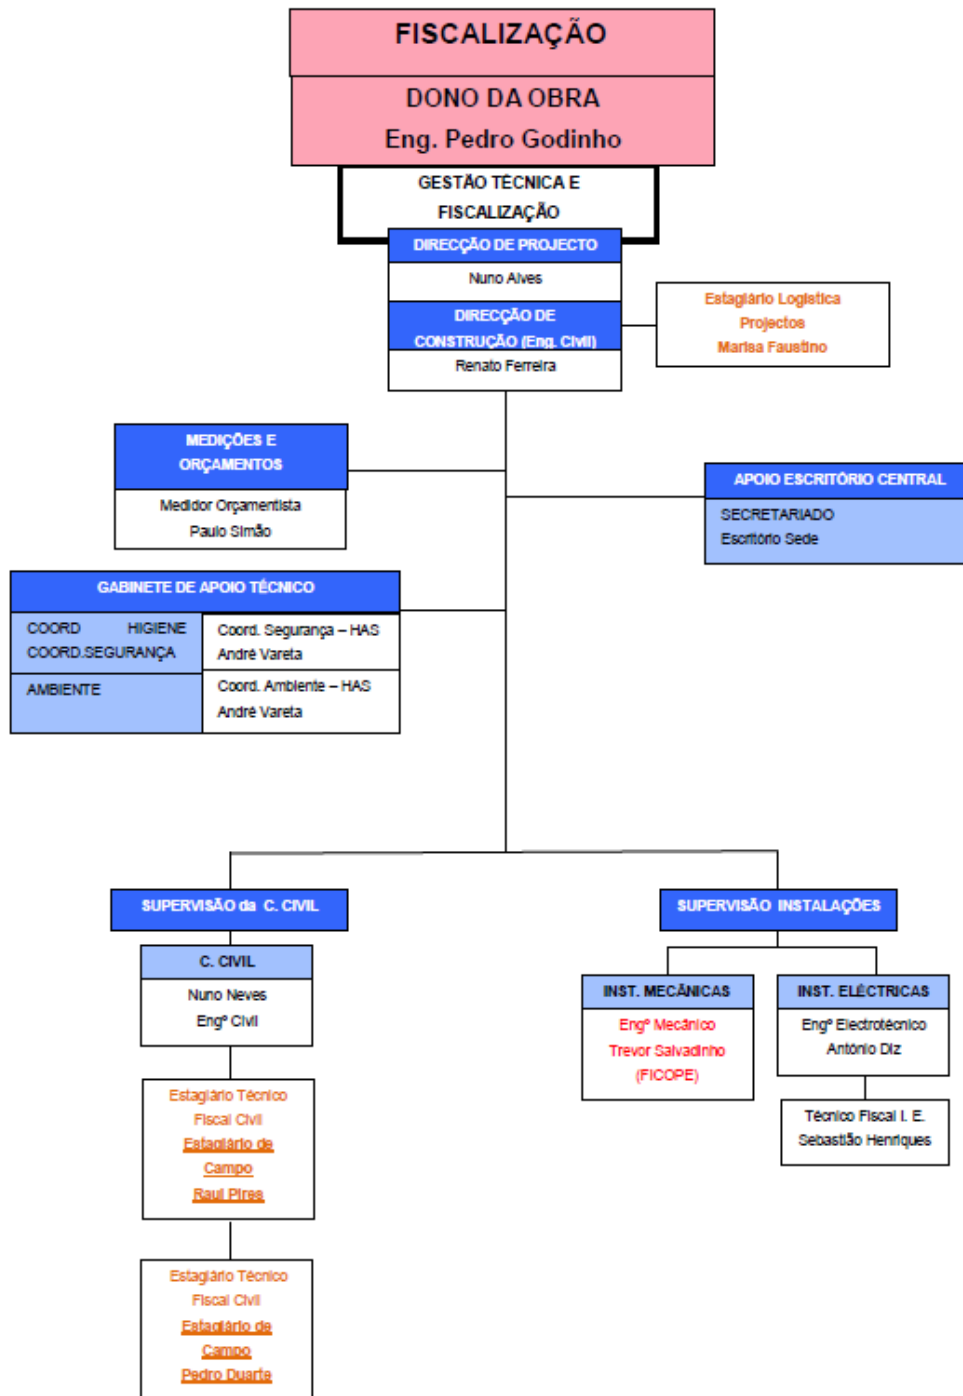 FISCALIZAÇÃO
DONO DA OBRA
Eng. Pedro Godinho
GESTÃO TÉCNICA E
FISCALIZAÇÃO
DIRECÇÃO DE PROJECTO
Nuno Alves
DIRECÇÃO DE
CONSTRUÇÃO (Eng. Civil)
Renato Ferreira
Estagiário Logistica
Projectos
Marisa Faustino
MEDIÇÕES E
ORÇAMENTOS
Medidor Orçamentista
Paulo Simão
APOIO ESCRITÓRIO CENTRAL
SECRETARIADO
Escritório Sede
GABINETE DE APOIO TÉCNICO
COORD HIGIENE
COORD.SEGURANÇA
Coord. Segurança – HAS
André Vareta
AMBIENTE
Coord. Ambiente – HAS
André Vareta
SUPERVISÃO da C. CIVIL
C. CIVIL
Nuno Neves
Engº Civil
Estagiário Técnico
Fiscal Civil
Estagiário de
Campo
Raul Pires
Estagiário Técnico
Fiscal Civil
Estagiário de
Campo
Pedro Duarte
SUPERVISÃO INSTALAÇÕES
INST. MECÂNICAS
Engº Mecânico
Trevor Salvadinho
(FICOPE)
INST. ELÉCTRICAS
Engº Electrotécnico
António Diz
Técnico Fiscal I. E.
Sebastião Henriques